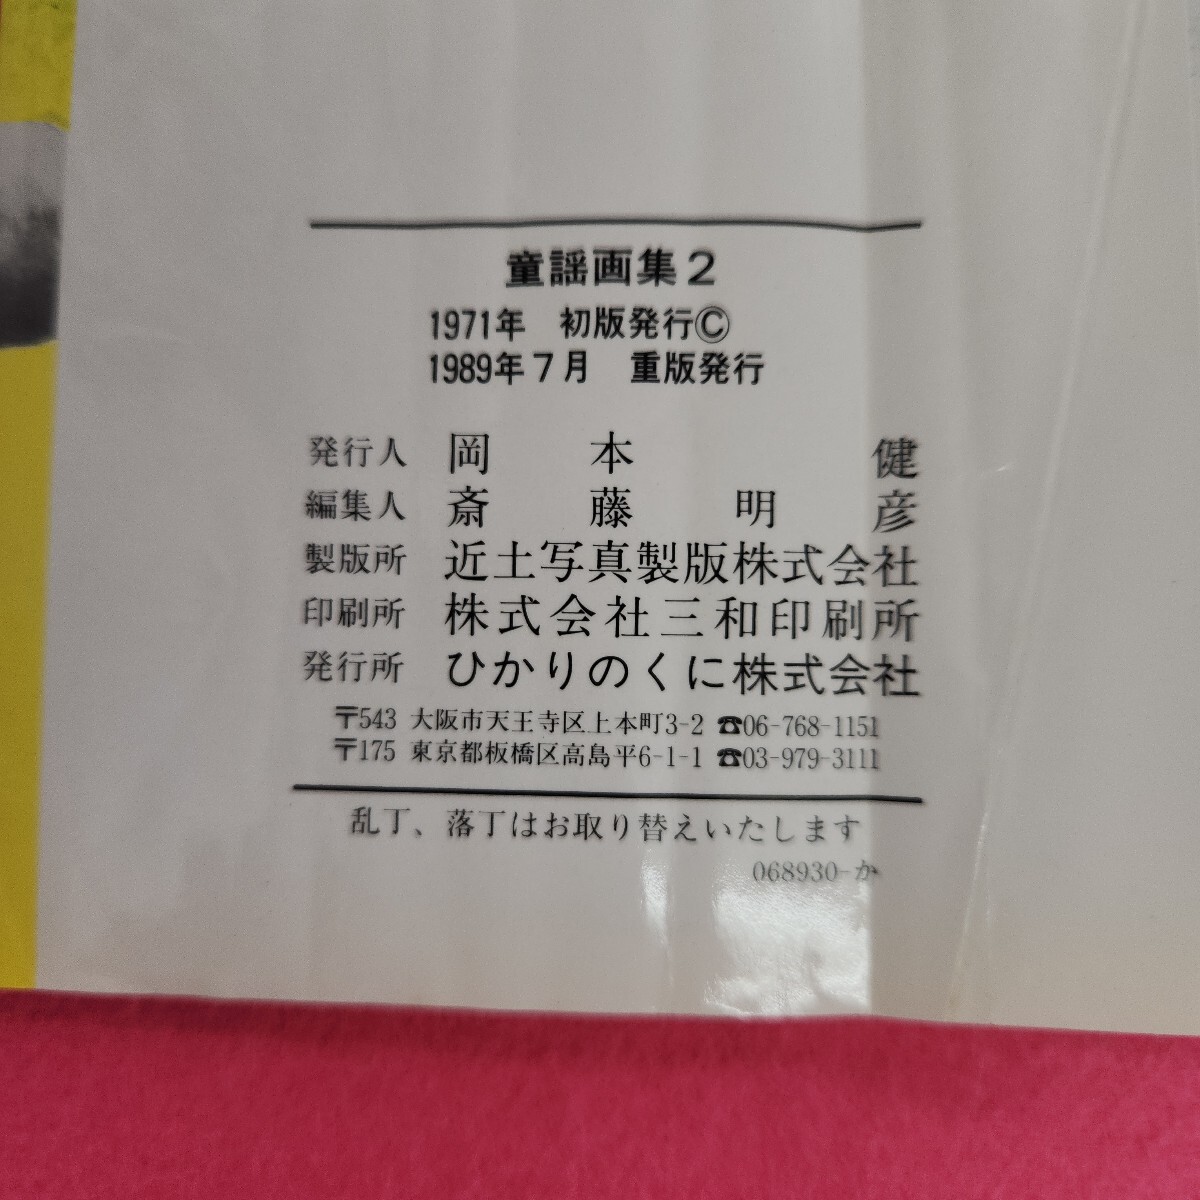 童謡画集2
1971年 初版発行Ⓒ
1989年7月 重版発行
発行人 岡本健
編集人 斎藤明彦
製版所 近土写真製版株式会社
印刷所 株式会社三和印刷所
発行所 ひかりのくに株式会社
〒543 大阪市天王寺区上本町3-2 ☎06-768-1151
〒175 東京都板橋区高島平6-1-1 ☎03-979-3111
乱丁、落丁はお取り替えいたします
068930-か